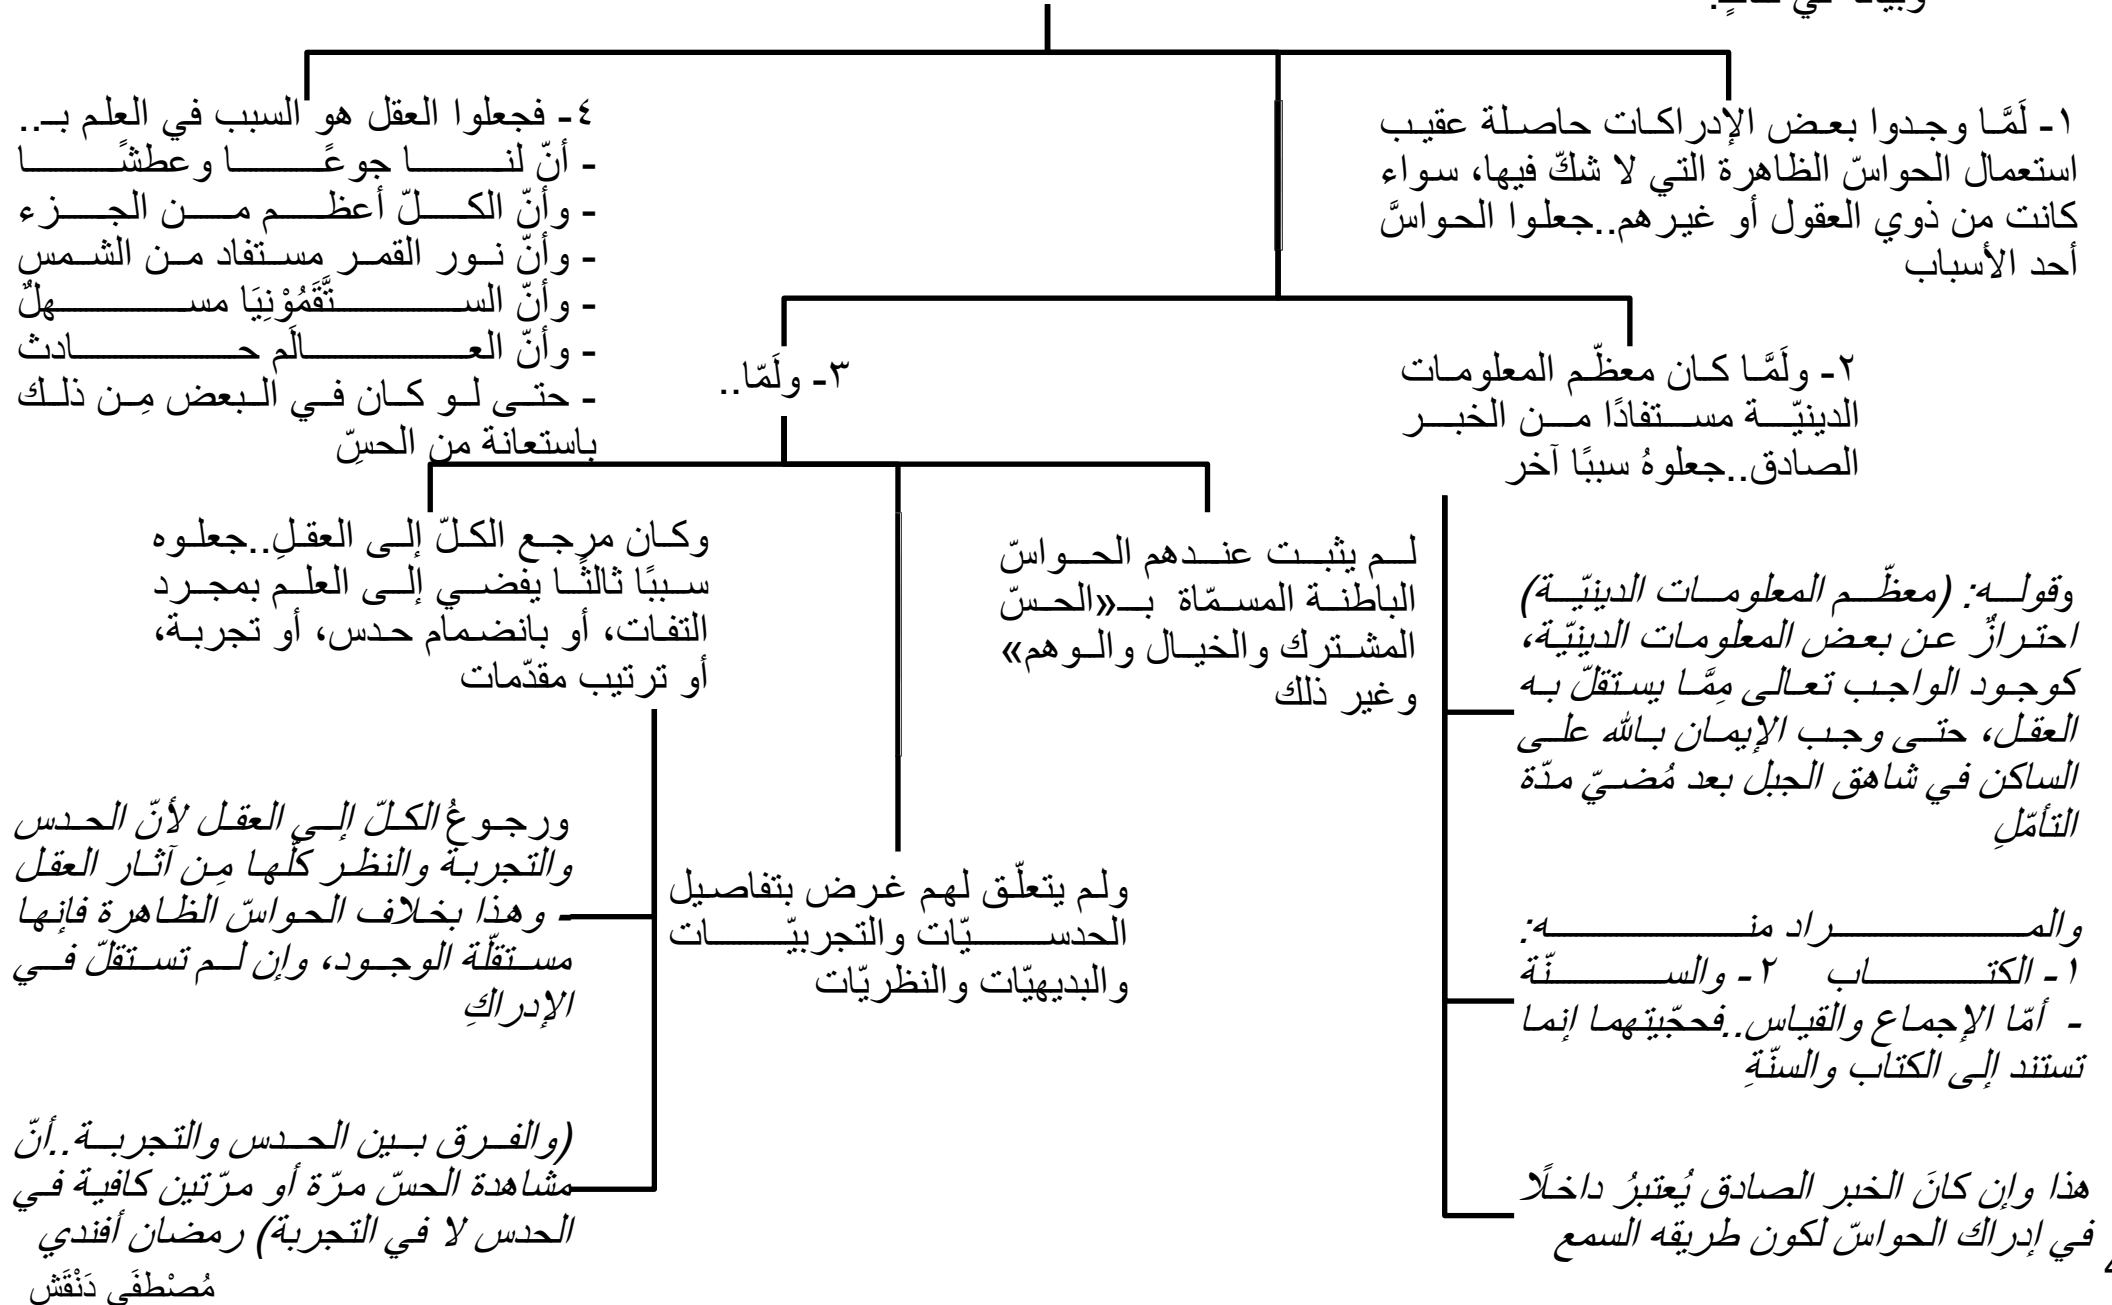 ١- لَمَّا وجدوا بعض الإدراكات حاصلة عقيب
استعمال الحواسّ الظاهرة التي لا شكّ فيها، سواء
كانت من ذوي العقول أو غيرهم..جعلوا الحواسَّ
أحد الأسباب
٢- ولَمَّا كان معظّم المعلومات
الدينيّة مستفادًا من الخبر
الصادق..جعلوهُ سببًا آخر
وقوله: (معظّم المعلومات الدينيّة)
احترازٌ عن بعض المعلومات الدينيّة،
كوجود الواجب تعالى مِمَّا يستقلّ به
العقل، حتى وجب الإيمان بالله على
الساكن في شاهق الجبل بعد مُضيّ مدّة
التأمّلِ
والمراد منه:
١- الكتاب ٢- والسنّة
- أمّا الإجماع والقياس..فحجّيتهما إنما
تستند إلى الكتاب والسنّةِ
هذا وإن كانَ الخبر الصادق يُعتبرُ داخلًا
في إدراك الحواسّ لكون طريقه السمع
٣- ولَمّا..
لم يثبت عندهم الحواسّ
الباطنة المسمّاة بـ«الحسّ
المشترك والخيال والوهم»
وغير ذلك
ولم يتعلّق لهم غرض بتفاصيل
الحدسيّات والتجربيّات
والبديهيّات والنظريّات
وكان مرجع الكلّ إلى العقلِ..جعلوه
سببًا ثالثًا يفضي إلى العلم بمجرد
التفات، أو بانضمام حدس، أو تجربة،
أو ترتيب مقدّمات
ورجوعُ الكلّ إلى العقل لأنّ الحدس
والتجربة والنظر كلّها مِن آثار العقل
- وهذا بخلاف الحواسّ الظاهرة فإنها
مستقلّة الوجود، وإن لم تستقلّ في
الإدراكِ
(والفرق بين الحدس والتجربة..أنّ
مشاهدة الحسّ مرّة أو مرّتين كافية في
الحدس لا في التجربة) رمضان أفندي
٤- فجعلوا العقل هو السبب في العلم بـ..
- أنّ لنا جوعًا وعطشًا
- وأنّ الكلّ أعظم من الجزء
- وأنّ نور القمر مستفاد من الشمس
- وأنّ السَّقَمُوْنِيَا مسهلٌ
- وأنّ العالَم حادث
- حتى لو كان في البعض مِن ذلك
باستعانة من الحسِّ
مُصْطفَى دَنْقَش